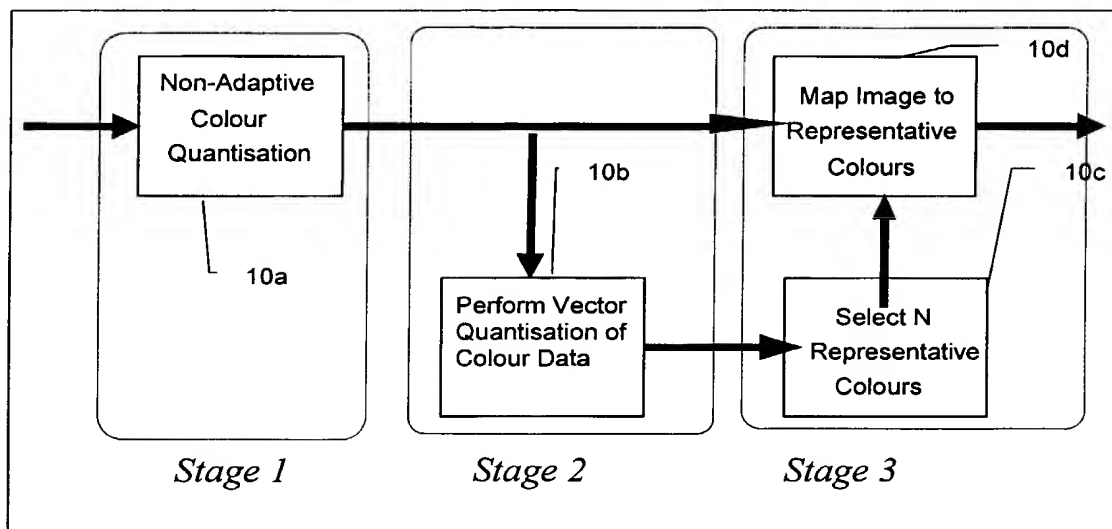 Non-Adaptive
Colour
Quantisation
10a
10b
Perform Vector
Quantisation of
Colour Data
10d
Map Image to
Representative
Colours
10c
Select N
Representative
Colours
Stage 1
Stage 2
Stage 3